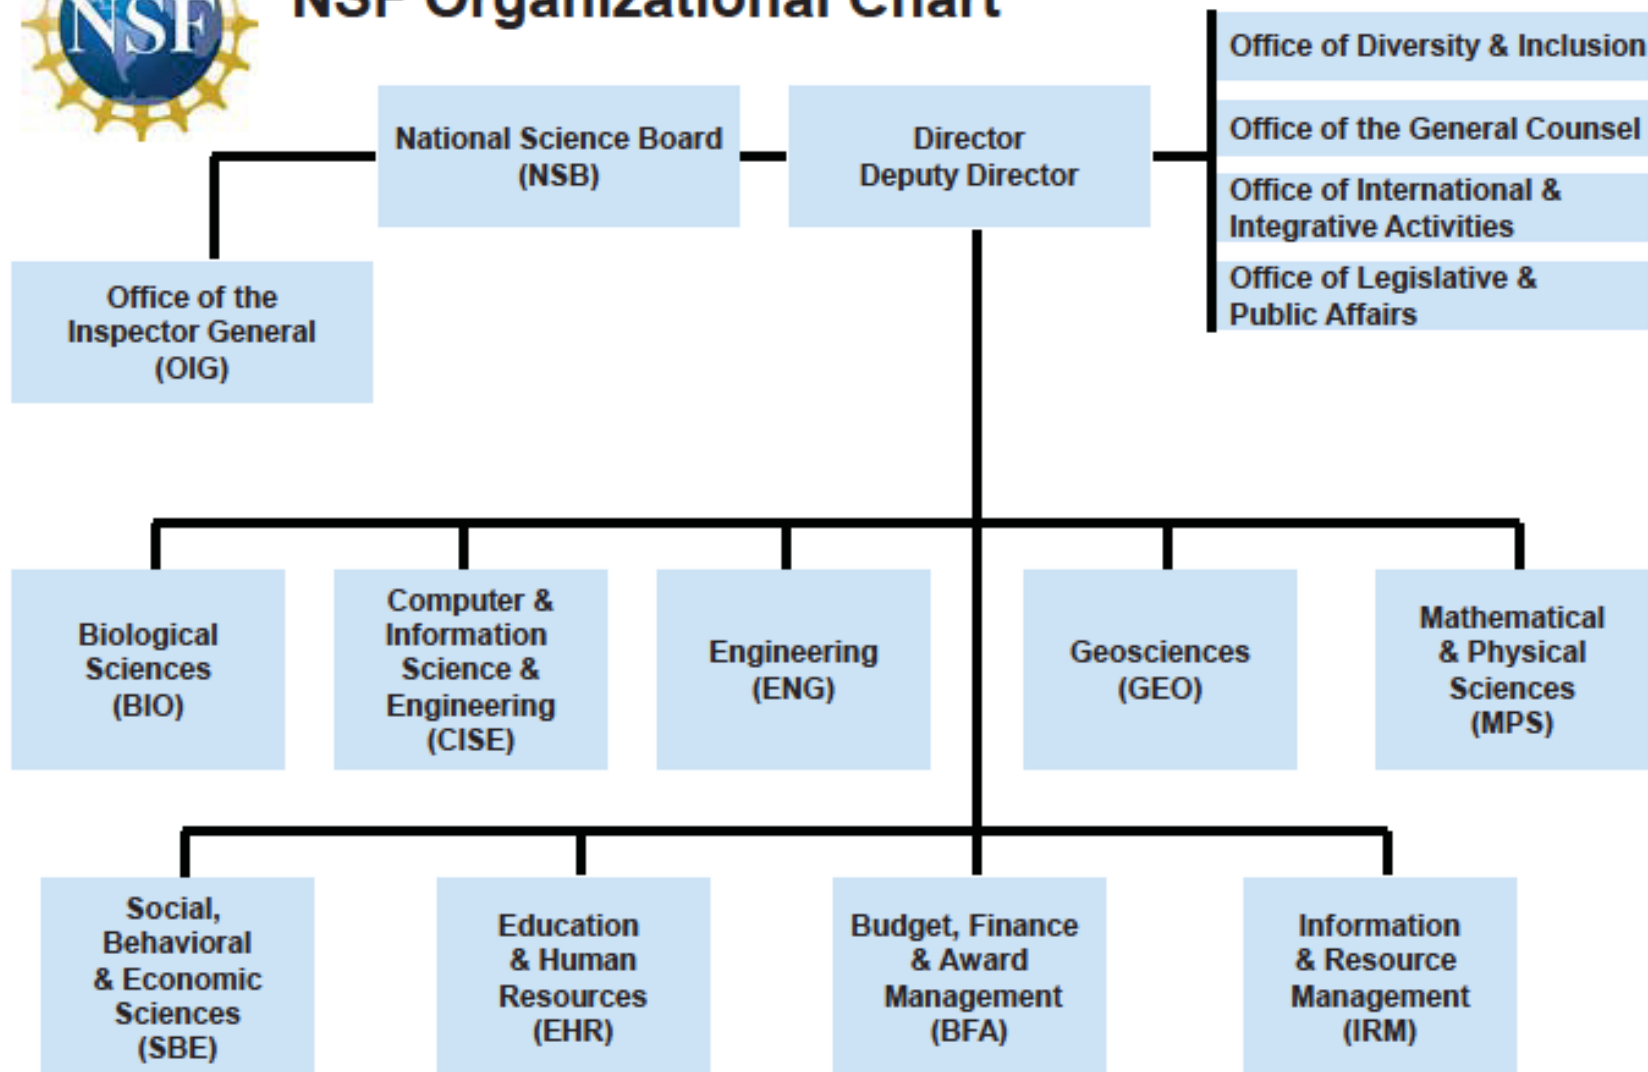 NSF
NSF Organizational Chart
Office of Diversity & Inclusion
Office of the General Counsel
Office of International &
Integrative Activities
Office of Legislative &
Public Affairs
National Science Board
(NSB)
Director
Deputy Director
Office of the
Inspector General
(OIG)
Biological
Sciences
(BIO)
Computer &
Information
Science &
Engineering
(CISE)
Engineering
(ENG)
Geosciences
(GEO)
Mathematical
& Physical
Sciences
(MPS)
Social,
Behavioral
& Economic
Sciences
(SBE)
Education
& Human
Resources
(EHR)
Budget, Finance
& Award
Management
(BFA)
Information
& Resource
Management
(IRM)